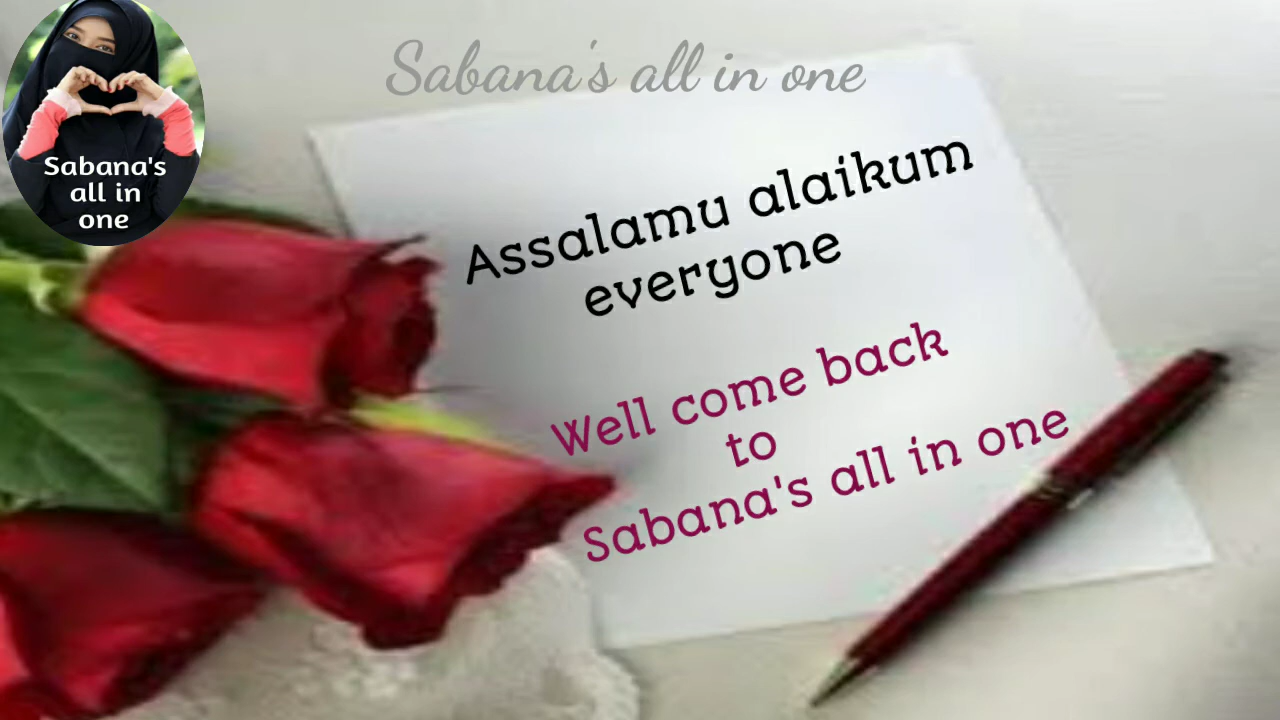 Sabana's all in one
Sabana's
all in
one
Assalamu alaikum
everyone
Well come back
to
Sabana's all in one